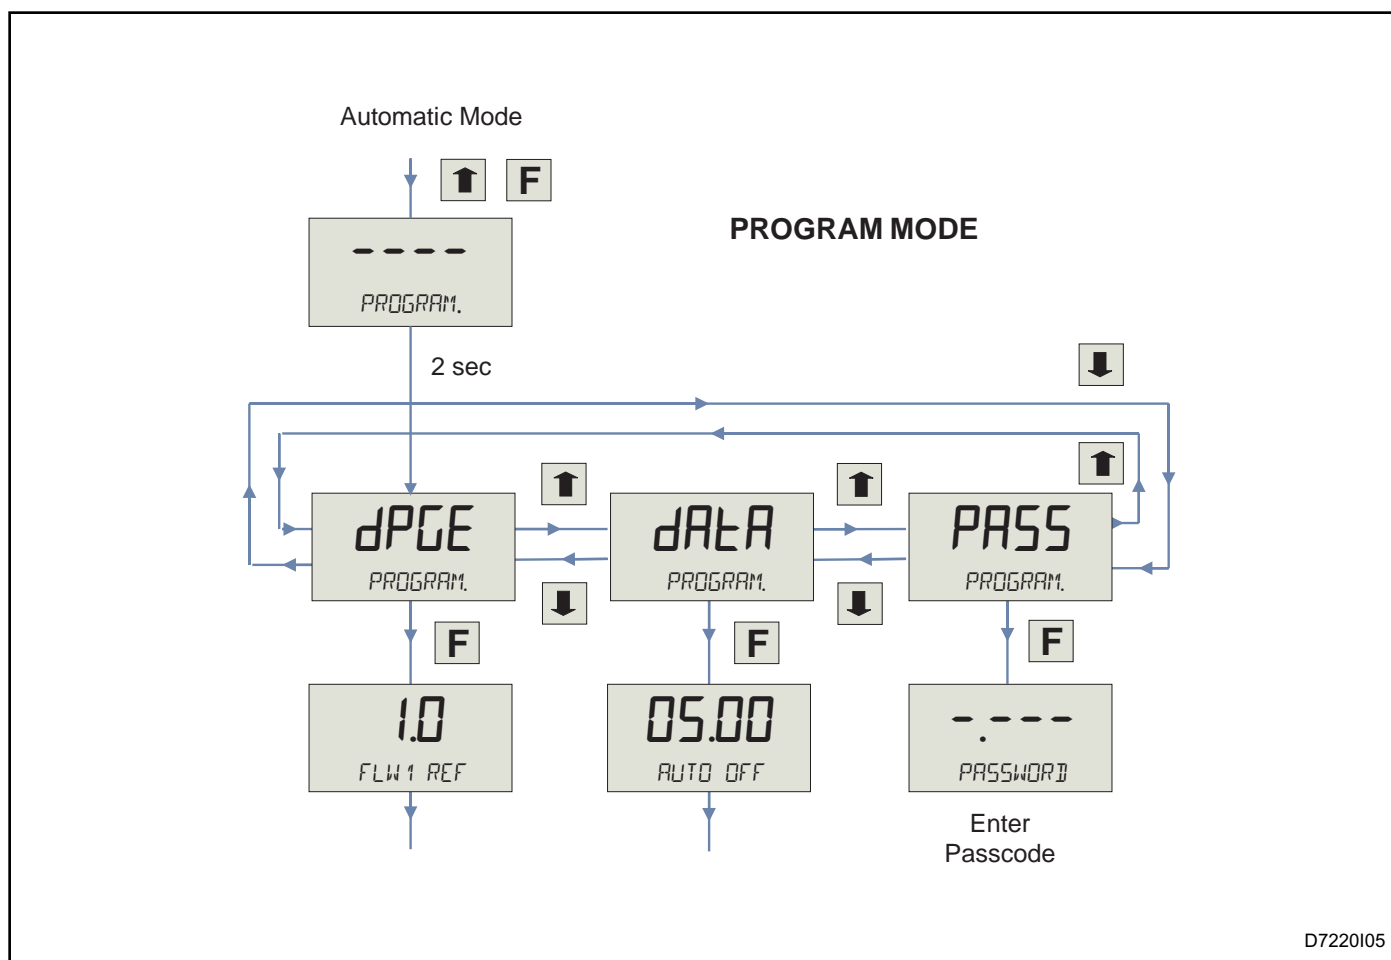 Automatic Mode
F
PROGRAM MODE
----
PROGRAM.
2 sec
dPGE
PROGRAM.
dAtA
PROGRAM.
PASS
PROGRAM.
F
F
F
1.0
FLW1 REF
05.00
AUTO OFF
-.---
PASSWORD
Enter
Passcode
D7220I05